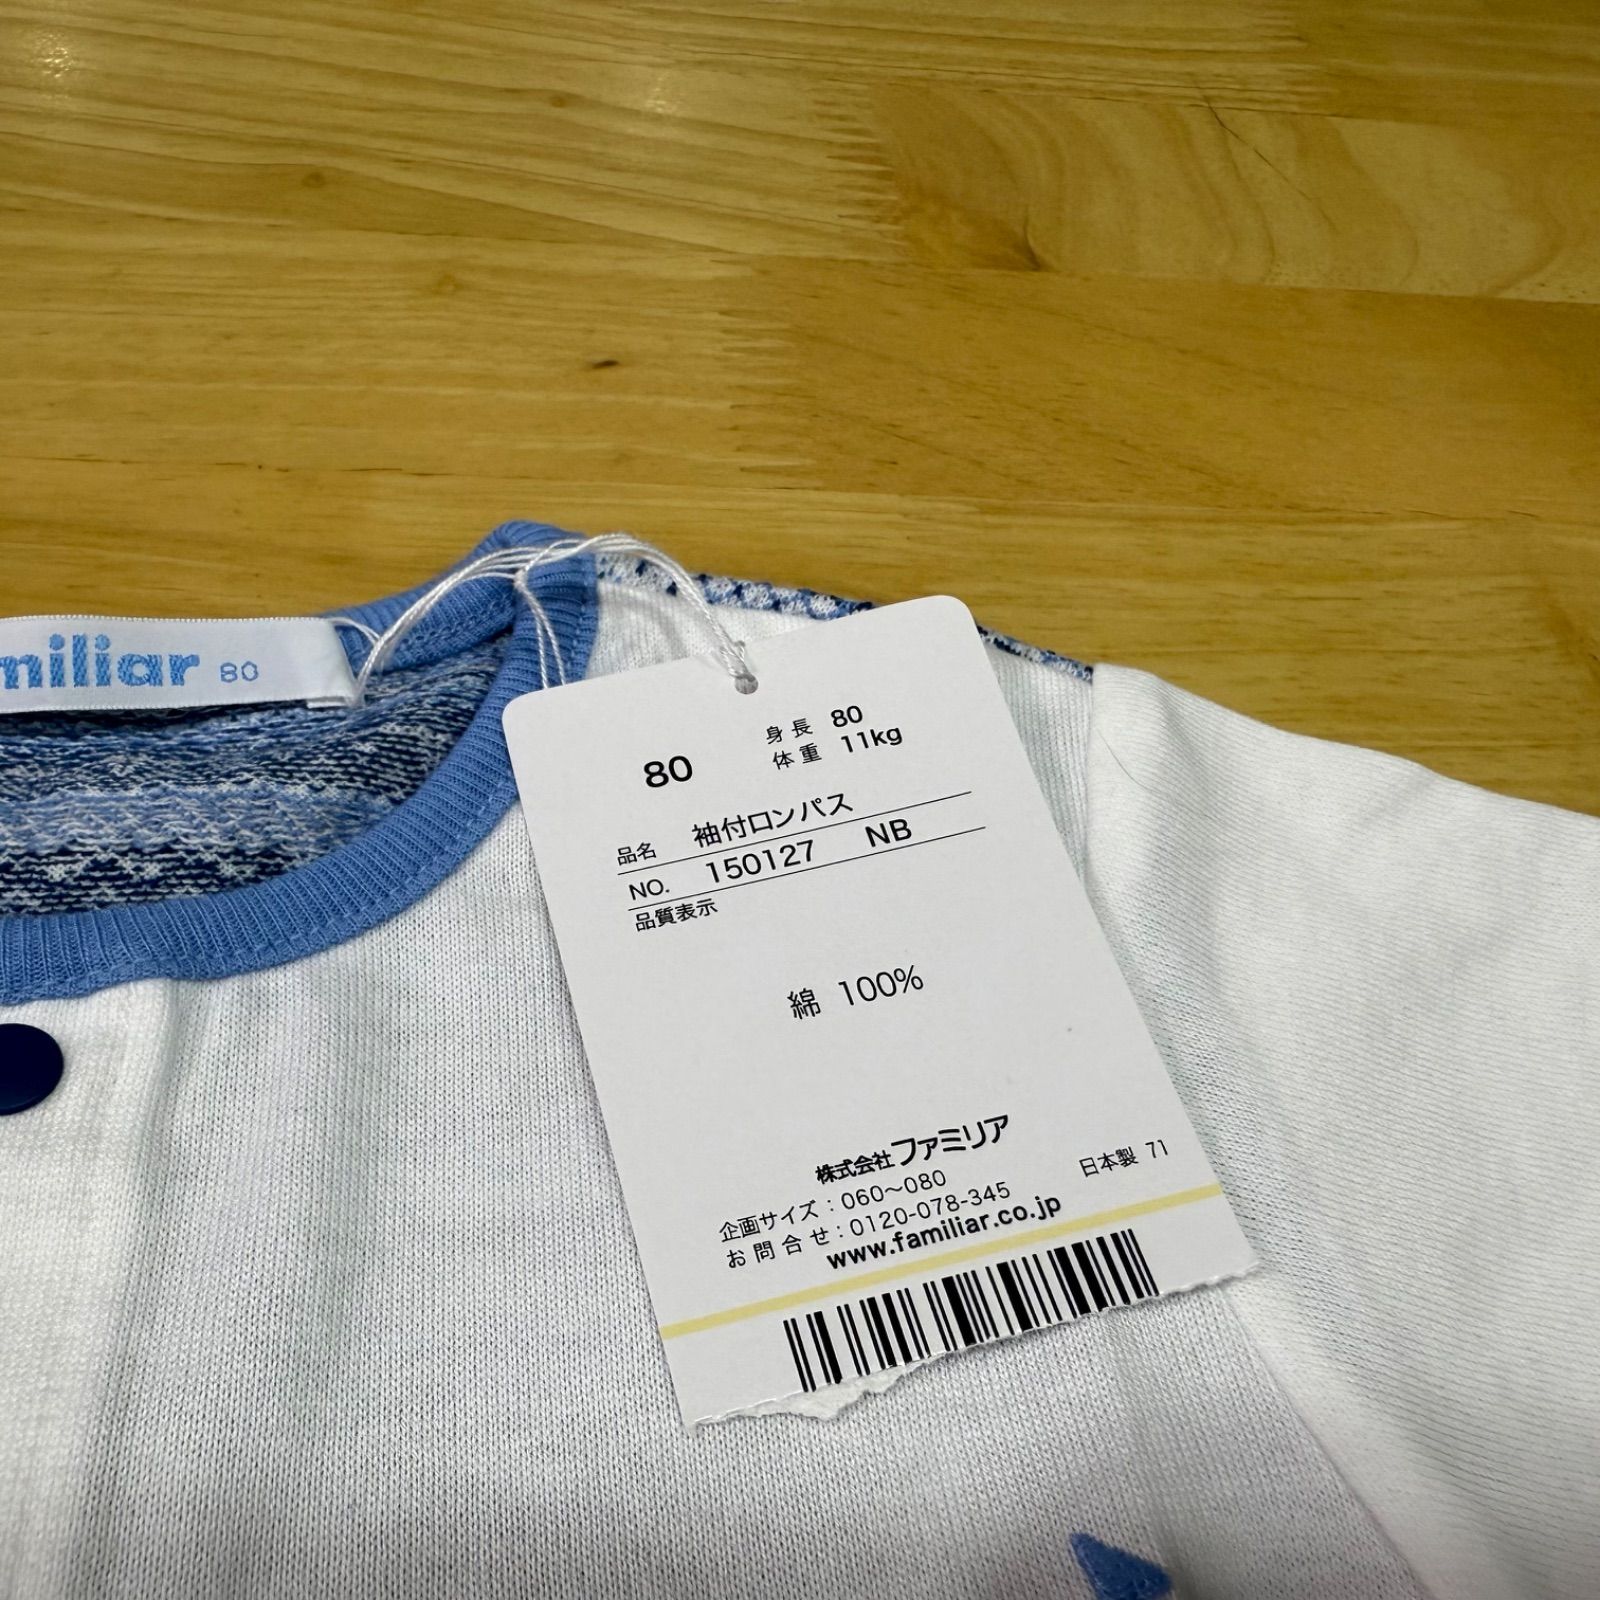 miliar 80
80
身長 80
体重 11kg
品名 袖付ロンパス
NO. 150127 NB
品質表示
綿 100%
株式会社ファミリア
日本製 71
企画サイズ：060〜080
お問合せ：0120-078-345
www.familiar.co.jp